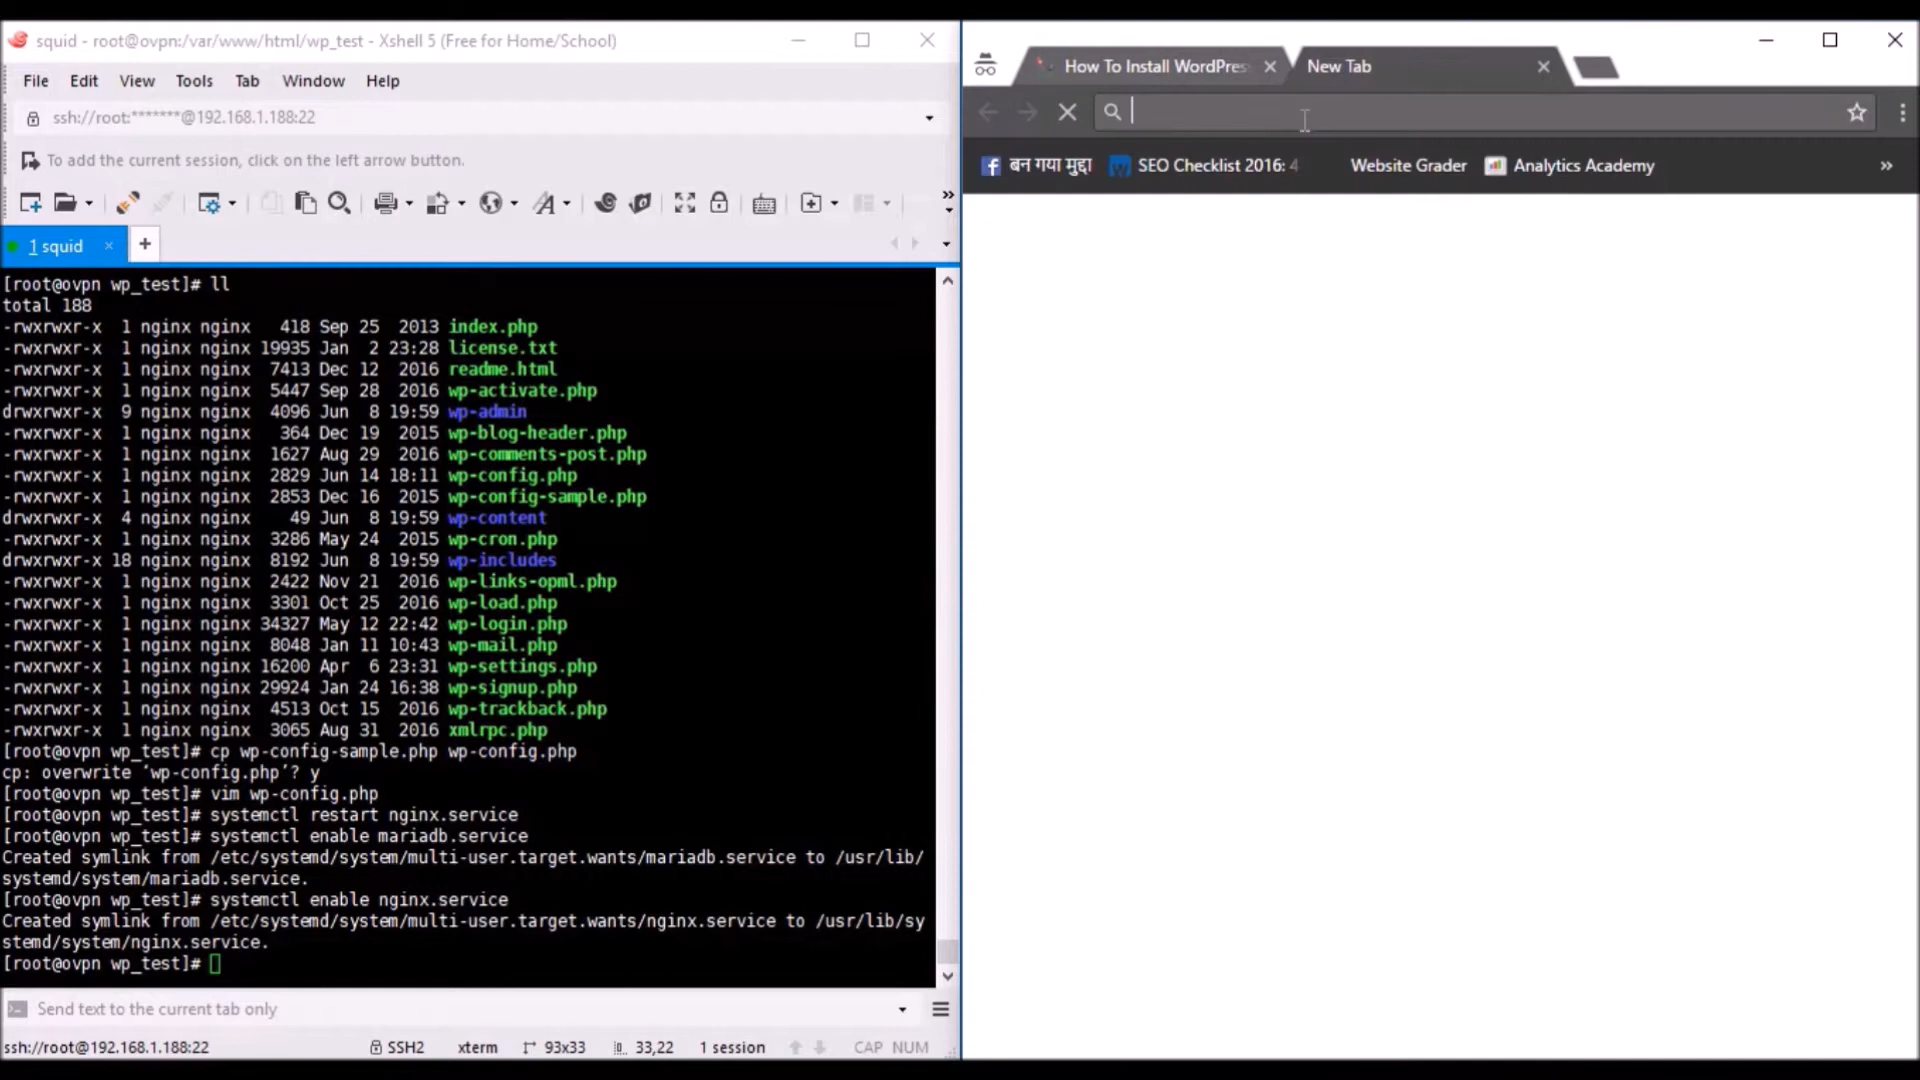 squid - root@ovpn:/var/www/html/wp_test - Xshell 5 (Free for Home/School)
File Edit View Tools Tab Window Help
ssh://root:*******@192.168.1.188:22
To add the current session, click on the left arrow button.
1 squid
[root@ovpn wp_test]# ll
total 188
-rwxrwxr-x 1 nginx nginx 418 Sep 25 2013 index.php
-rwxrwxr-x 1 nginx nginx 19935 Jan 2 23:28 license.txt
-rwxrwxr-x 1 nginx nginx 7413 Dec 12 2016 readme.html
-rwxrwxr-x 1 nginx nginx 5447 Sep 28 2016 wp-activate.php
drwxrwxr-x 9 nginx nginx 4096 Jun 8 19:59 wp-admin
-rwxrwxr-x 1 nginx nginx 364 Dec 19 2015 wp-blog-header.php
-rwxrwxr-x 1 nginx nginx 1627 Aug 29 2016 wp-comments-post.php
-rwxrwxr-x 1 nginx nginx 2829 Jun 14 18:11 wp-config.php
-rwxrwxr-x 1 nginx nginx 2853 Dec 16 2015 wp-config-sample.php
drwxrwxr-x 4 nginx nginx 49 Jun 8 19:59 wp-content
-rwxrwxr-x 1 nginx nginx 3286 May 24 2015 wp-cron.php
drwxrwxr-x 18 nginx nginx 8192 Jun 8 19:59 wp-includes
-rwxrwxr-x 1 nginx nginx 2422 Nov 21 2016 wp-links-opml.php
-rwxrwxr-x 1 nginx nginx 3301 Oct 25 2016 wp-load.php
-rwxrwxr-x 1 nginx nginx 34327 May 12 22:42 wp-login.php
-rwxrwxr-x 1 nginx nginx 8048 Jan 11 10:43 wp-mail.php
-rwxrwxr-x 1 nginx nginx 16200 Apr 6 23:31 wp-settings.php
-rwxrwxr-x 1 nginx nginx 29924 Jan 24 16:38 wp-signup.php
-rwxrwxr-x 1 nginx nginx 4513 Oct 15 2016 wp-trackback.php
-rwxrwxr-x 1 nginx nginx 3065 Aug 31 2016 xmlrpc.php
[root@ovpn wp_test]# cp wp-config-sample.php wp-config.php
cp: overwrite ‘wp-config.php’? y
[root@ovpn wp_test]# vim wp-config.php
[root@ovpn wp_test]# systemctl restart nginx.service
[root@ovpn wp_test]# systemctl enable mariadb.service
Created symlink from /etc/systemd/system/multi-user.target.wants/mariadb.service to /usr/lib/
systemd/system/mariadb.service.
[root@ovpn wp_test]# systemctl enable nginx.service
Created symlink from /etc/systemd/system/multi-user.target.wants/nginx.service to /usr/lib/sy
stemd/system/nginx.service.
[root@ovpn wp_test]#
Send text to the current tab only
ssh://root@192.168.1.188:22 SSH2 xterm 93x33 33,22 1 session CAP NUM
How To Install WordPres New Tab
बन गया मुद्दा SEO Checklist 2016: 4 Website Grader Analytics Academy